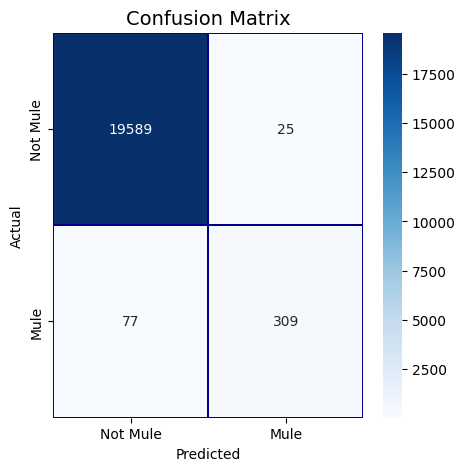 Confusion Matrix
Not Mule
19589
25
Actual
Mule
77
309
Not Mule
Mule
Predicted
17500
15000
12500
10000
7500
5000
2500